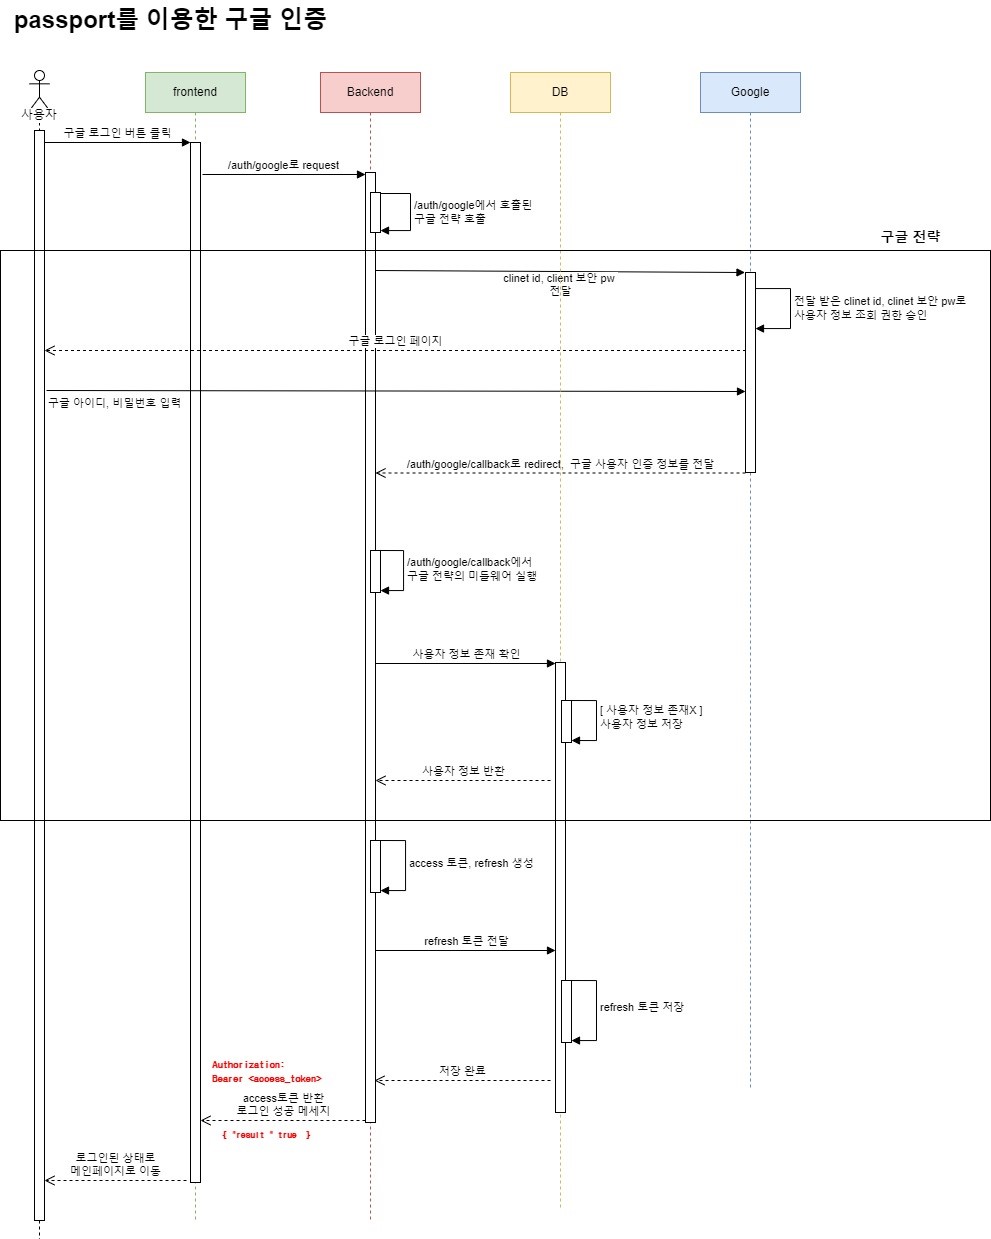 passport를 이용한 구글 인증
사용자
frontend
Backend
DB
Google
구글 로그인 버튼 클릭
/auth/google로 request
/auth/google에서 호출된
구글 전략 호출
구글 전략
clinet id, client 보안 pw
전달
전달 받은 clinet id, clinet 보안 pw로
사용자 정보 조회 권한 승인
구글 로그인 페이지
구글 아이디, 비밀번호 입력
/auth/google/callback로 redirect, 구글 사용자 인증 정보를 전달
/auth/google/callback에서
구글 전략의 미들웨어 실행
사용자 정보 존재 확인
[ 사용자 정보 존재X ]
사용자 정보 저장
사용자 정보 반환
access 토큰, refresh 생성
refresh 토큰 전달
refresh 토큰 저장
Authorization:
Bearer <access_token>
저장 완료
access토큰 반환
로그인 성공 메세지
{ "result " true }
로그인된 상태로
메인페이지로 이동